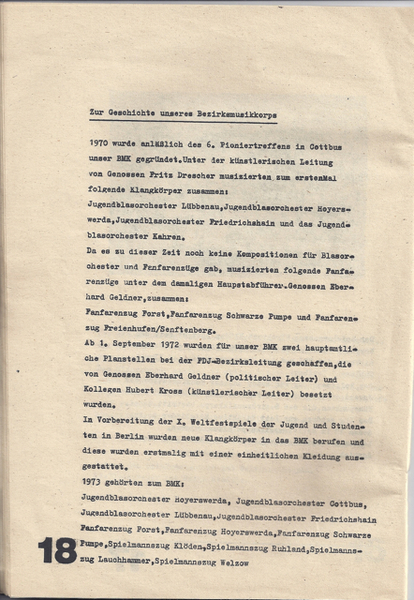 Zur Geschichte unseres Bezirksmusikkorps
1970 wurde anläßlich des 6. Pioniertreffens in Cottbus
unser BMK gegründet.Unter der künstlerischen Leitung
von Genossen Fritz Drescher musizierten zum erstenMal
folgende Klangkörper zusammen:
Jugendblasorchester Lübbenau,Jugendblasorchester Hoyers-
werda,Jugendblasorchester Friedrichshain und das Jugend-
blasorchester Kahren.
Da es zu dieser Zeit noch keine Kompositionen für Blasor-
chester und Fanfarenzüge gab, musizierten folgende Fanfa-
renzüge unter dem damaligen Hauptstabführer.Genossen Eber-
hard Geldner,zusammen:
Fanfarenzug Forst,Fanfarenzug Schwarze Pumpe und Fanfaren-
zug Freienhufen/Senftenberg.
Ab 1. September 1972 wurden für unser BMK zwei hauptamtli-
che Planstellen bei der FDJ-Bezirksleitung geschaffen,die
von Genossen Eberhard Geldner (politischer Leiter) und
Kollegen Hubert Kross (künstlerischer Leiter) besetzt
wurden.
In Vorbereitung der X. Weltfestspiele der Jugend und Studen-
ten in Berlin wurden neue Klangkörper in das BMK berufen und
diese wurden erstmalig mit einer einheitlichen Kleidung aus-
gestattet.
1973 gehörten zum BMK:
Jugendblasorchester Hoyerswerda, Jugendblasorchester Cottbus,
Jugendblasorchester Lübbenau,Jugendblasorchester Friedrichshain
Fanfarenzug Forst,Fanfarenzug Hoyerswerda,Fanfarenzug Schwarze
Pumpe,Spielmannszug Klöden,Spielmannszug Ruhland,Spielmanns-
zug Lauchhammer,Spielmannszug Welzow
18